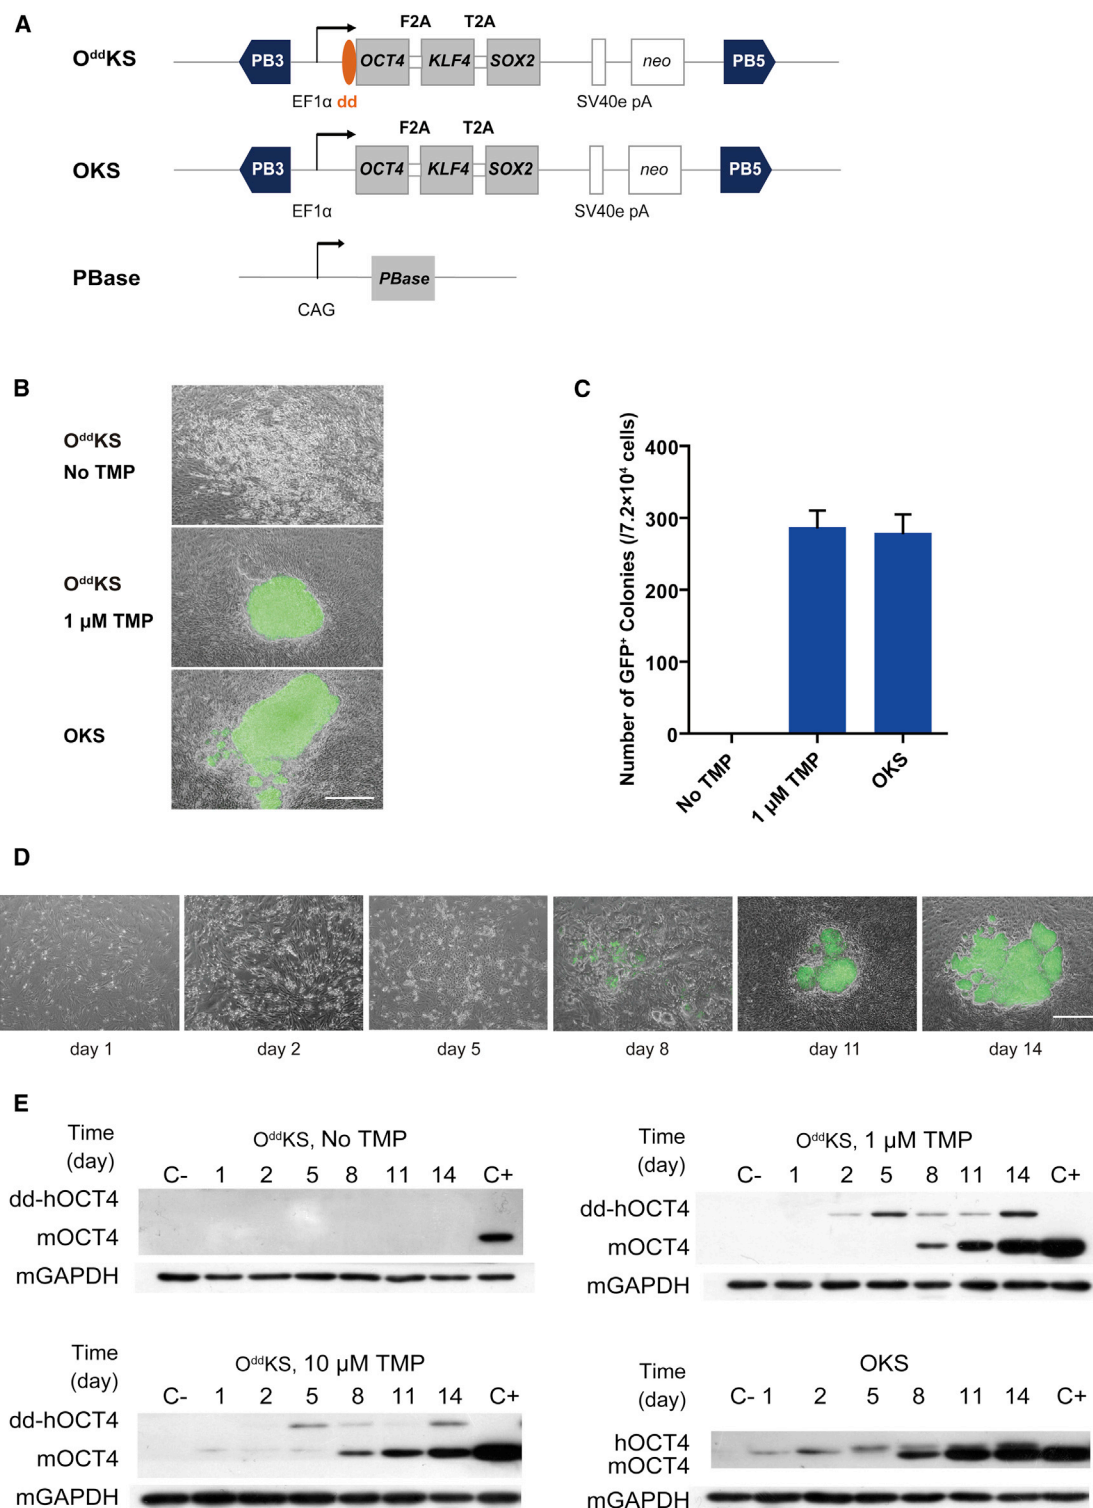 A
F2A T2A
OddKS
PB3 OCT4 KLF4 SOX2 neo PB5
EF1α dd SV40e pA
F2A T2A
OKS
PB3 OCT4 KLF4 SOX2 neo PB5
EF1α SV40e pA
PBase
PBase
CAG
B
OddKS
No TMP
OddKS
1 µM TMP
OKS
C
Number of GFP+ Colonies (/7.2×10⁴ cells)
400
300
200
100
0
No TMP
1 µM TMP
OKS
D
day 1 day 2 day 5 day 8 day 11 day 14
E
Time
(day)
OddKS, No TMP
C- 1 2 5 8 11 14 C+
dd-hOCT4
mOCT4
mGAPDH
Time
(day)
OddKS, 1 µM TMP
C- 1 2 5 8 11 14 C+
dd-hOCT4
mOCT4
mGAPDH
Time
(day)
OddKS, 10 µM TMP
C- 1 2 5 8 11 14 C+
dd-hOCT4
mOCT4
mGAPDH
Time
(day)
OKS
C- 1 2 5 8 11 14 C+
hOCT4
mOCT4
mGAPDH